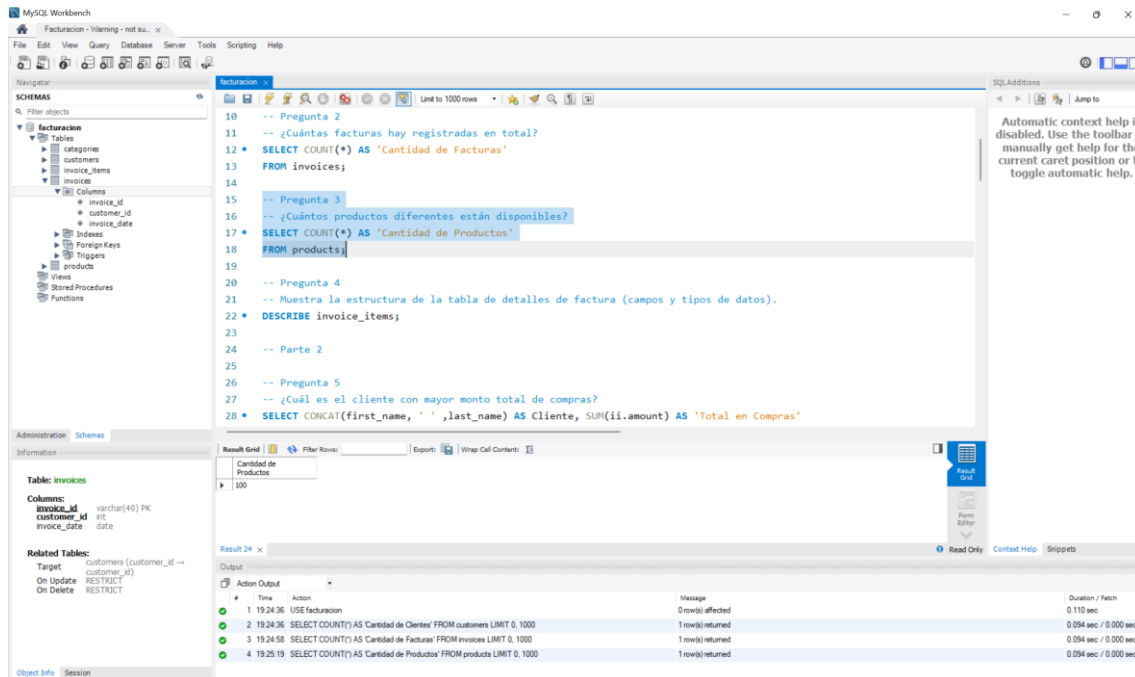 MySQL Workbench
Facturacion - Warning - not su... ×
File Edit View Query Database Server Tools Scripting Help
Navigator
SCHEMAS
Filter objects
facturacion
Tables
categories
customers
invoice_items
invoices
Columns
invoice_id
customer_id
invoice_date
Indexes
Foreign Keys
Triggers
products
Views
Stored Procedures
Functions
Administration Schemas
Information
Table: invoices
Columns:
invoice_id varchar(40) PK
customer_id int
invoice_date date
Related Tables:
Target customers (customer_id → customer_id)
On Update RESTRICT
On Delete RESTRICT
Object Info Session
facturacion ×
Limit to 1000 rows
10 -- Pregunta 2
11 -- ¿Cuántas facturas hay registradas en total?
12 SELECT COUNT(*) AS 'Cantidad de Facturas'
13 FROM invoices;
14
15 -- Pregunta 3
16 -- ¿Cuántos productos diferentes están disponibles?
17 SELECT COUNT(*) AS 'Cantidad de Productos'
18 FROM products;
19
20 -- Pregunta 4
21 -- Muestra la estructura de la tabla de detalles de factura (campos y tipos de datos).
22 DESCRIBE invoice_items;
23
24 -- Parte 2
25
26 -- Pregunta 5
27 -- ¿Cuál es el cliente con mayor monto total de compras?
28 SELECT CONCAT(first_name, ' ' ,last_name) AS Cliente, SUM(ii.amount) AS 'Total en Compras'
Result Grid Filter Rows: Export: Wrap Cell Content:
Cantidad de
Productos
100
Result
Grid
Form
Editor
Result 24 ×
Read Only
SQLAdditions
Jump to
Automatic context help i
disabled. Use the toolbar
manually get help for the
current caret position or t
toggle automatic help.
Context Help Snippets
Output
Action Output
# Time Action Message Duration / Fetch
1 19:24:36 USE facturacion 0 row(s) affected 0.110 sec
2 19:24:36 SELECT COUNT(*) AS 'Cantidad de Clientes' FROM customers LIMIT 0, 1000 1 row(s) returned 0.094 sec / 0.000 sec
3 19:24:58 SELECT COUNT(*) AS 'Cantidad de Facturas' FROM invoices LIMIT 0, 1000 1 row(s) returned 0.094 sec / 0.000 sec
4 19:25:19 SELECT COUNT(*) AS 'Cantidad de Productos' FROM products LIMIT 0, 1000 1 row(s) returned 0.094 sec / 0.000 sec